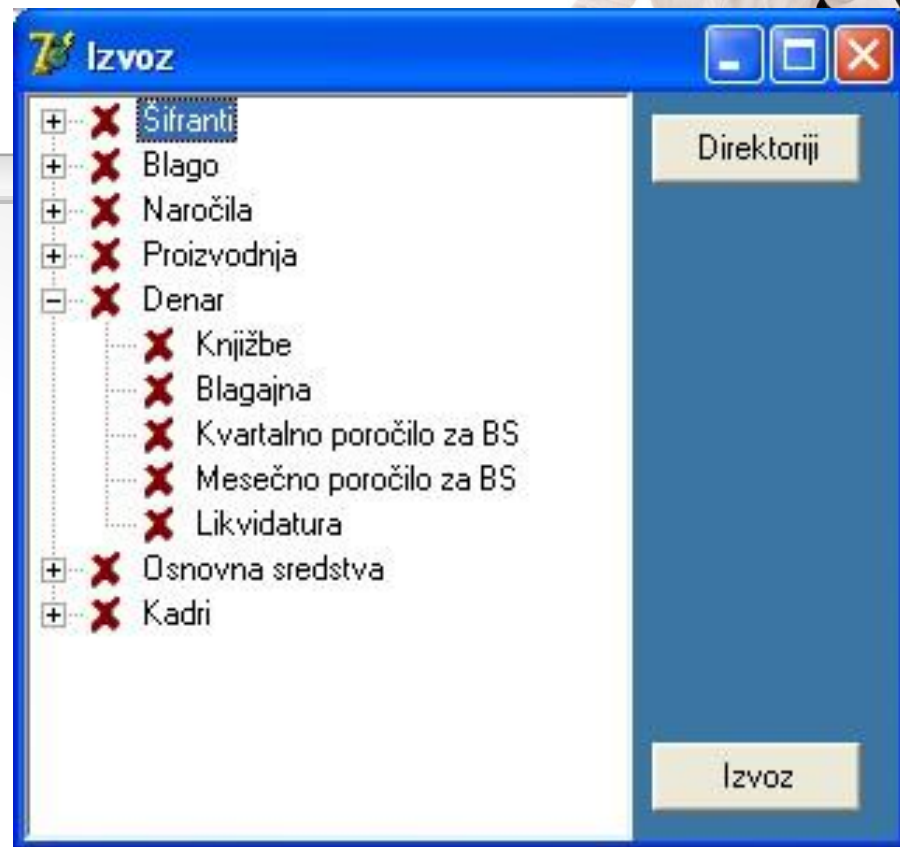 Izvoz
Šifranti
Direktoriji
Blago
Naročila
Proizvodnja
Denar
Knjižbe
Blagajna
Kvartalno poročilo za BS
Mesečno poročilo za BS
Likvidatura
Osnovna sredstva
Kadri
Izvoz